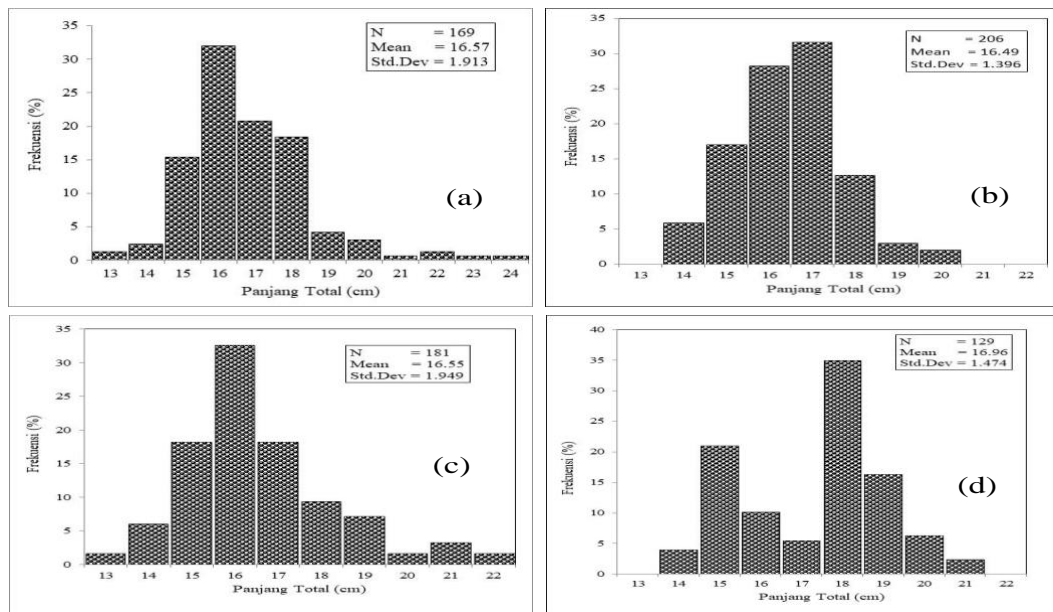 35
30
25
20
15
10
5
0
Frekuensi (%)
N = 169
Mean = 16.57
Std.Dev = 1.913
(a)
13 14 15 16 17 18 19 20 21 22 23 24
Panjang Total (cm)
35
30
25
20
15
10
5
0
Frekuensi (%)
N = 206
Mean = 16.49
Std.Dev = 1.396
(b)
13 14 15 16 17 18 19 20 21 22
Panjang Total (cm)
35
30
25
20
15
10
5
0
Frekuensi (%)
N = 181
Mean = 16.55
Std.Dev = 1.949
(c)
13 14 15 16 17 18 19 20 21 22
Panjang Total (cm)
40
35
30
25
20
15
10
5
0
Frekuensi (%)
N = 129
Mean = 16.96
Std.Dev = 1.474
(d)
13 14 15 16 17 18 19 20 21 22
Panjang Total (cm)